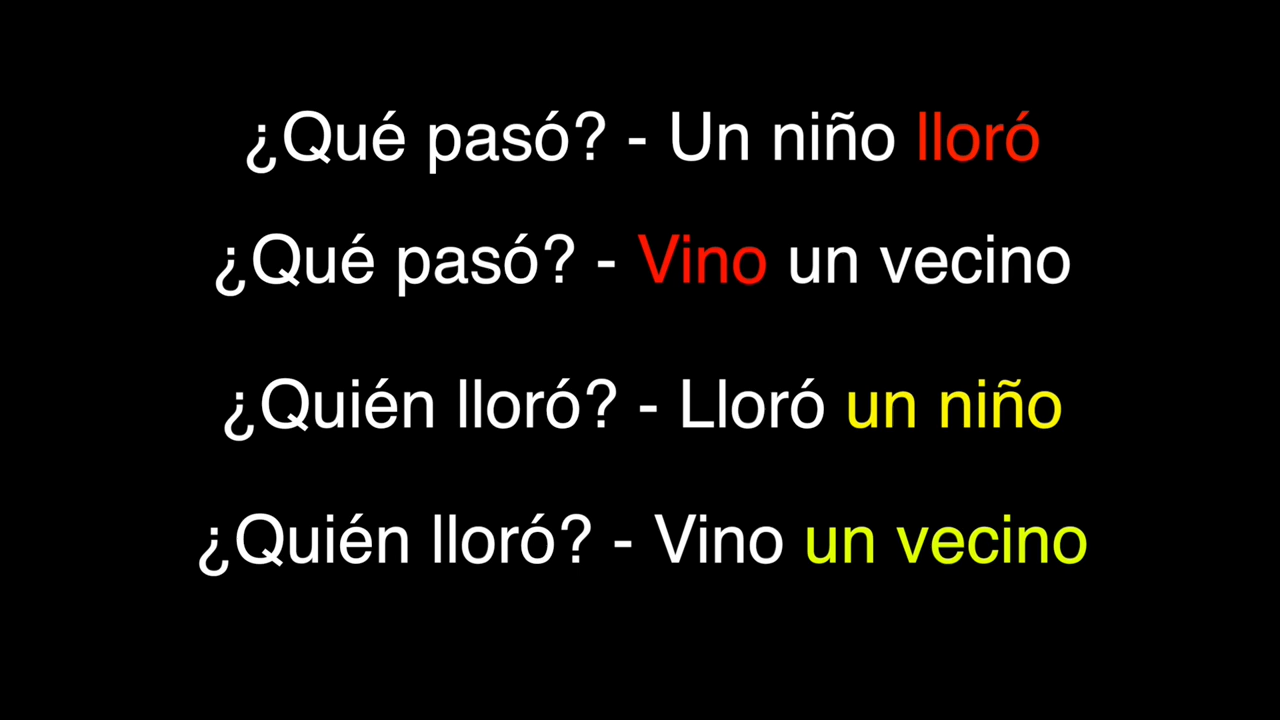 ¿Qué pasó? - Un niño lloró
¿Qué pasó? - Vino un vecino
¿Quién lloró? - Lloró un niño
¿Quién lloró? - Vino un vecino